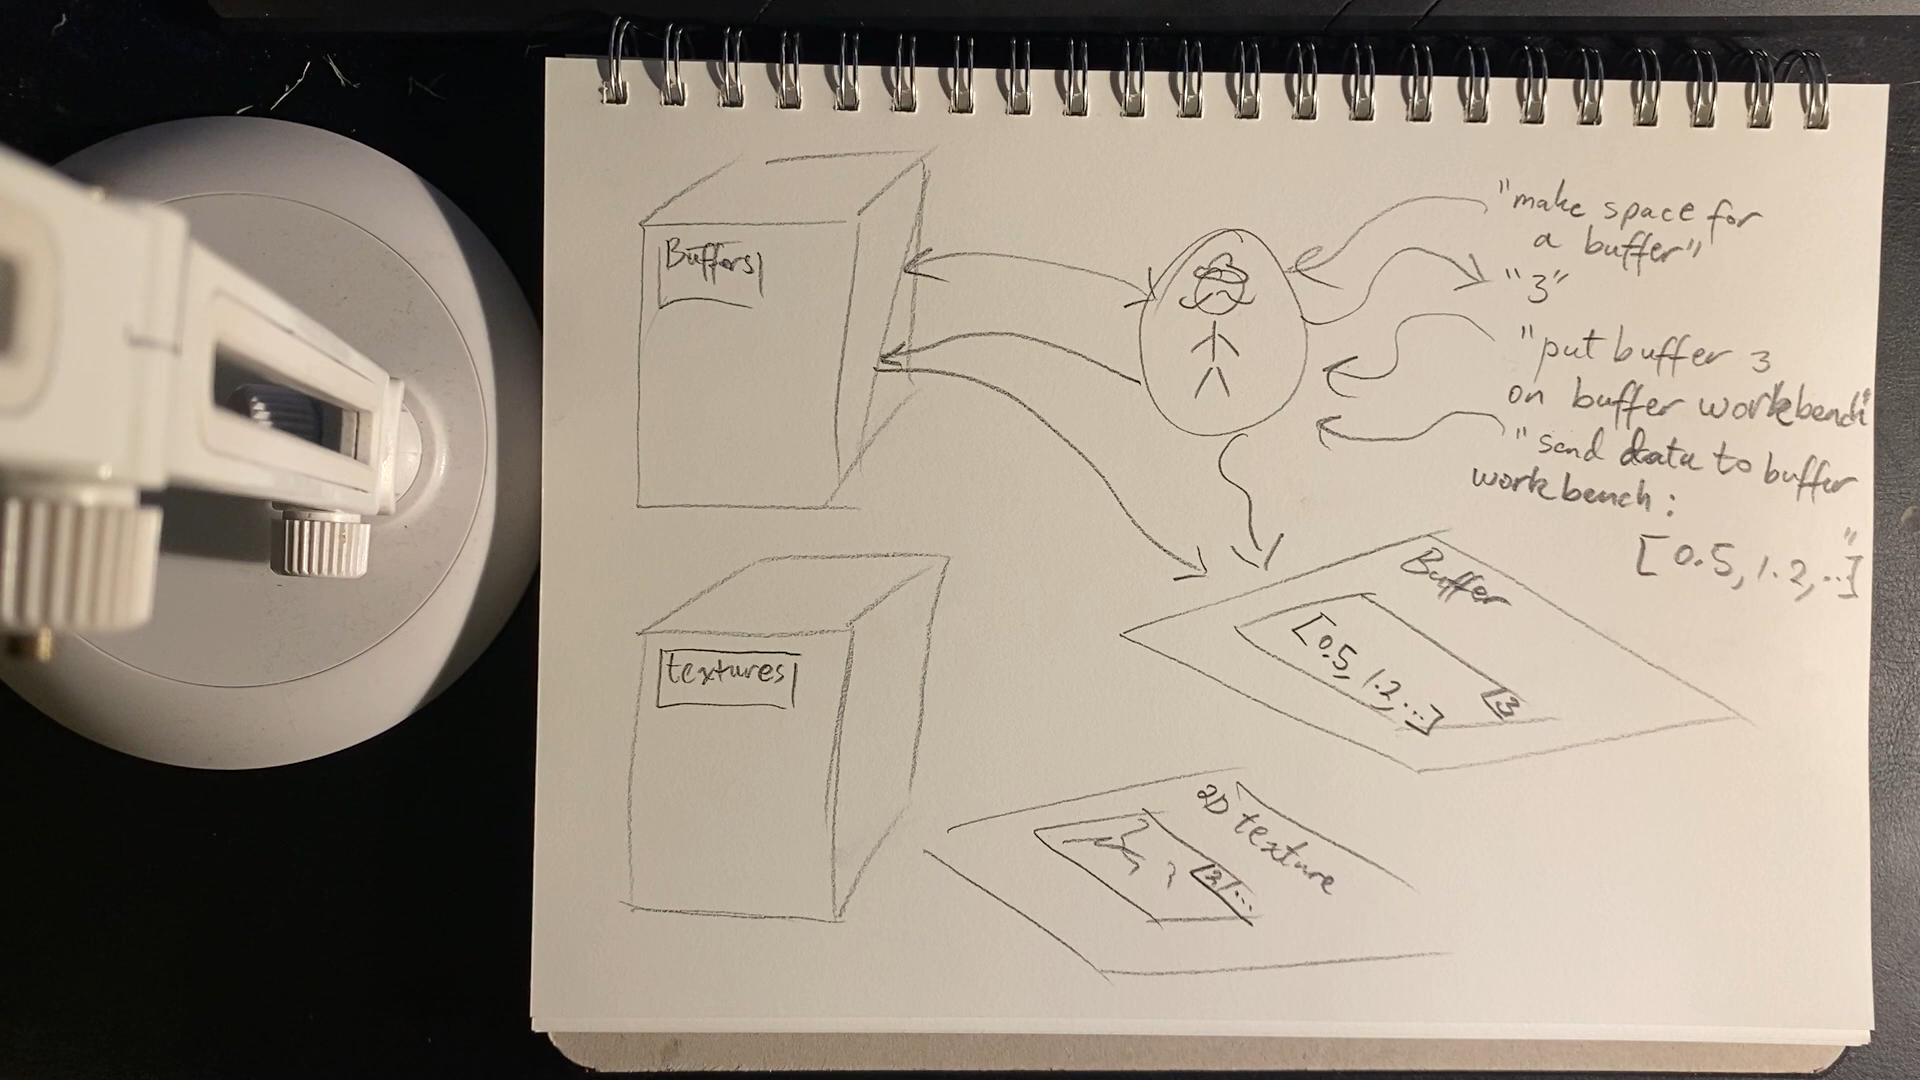 Buffers
"make space for
a buffer"
"3"
"put buffer 3
on buffer workbench"
"send data to buffer
workbench:
[0.5, 1.2, ..]"
Buffer
[0.5, 1.2, ...]
3
textures
2D texture
2
...